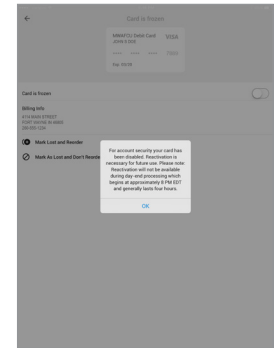 Card is frozen
Debit Card VISA
Card is frozen
Billing info
Mark Lost and Reorder
Mark As Lost and Don't Reorder
For account security your card has
been disabled. Reactivation is
necessary for future use. Please note:
Reactivation will not be available
during day-end processing which
begins at approximately 8 PM EDT
and generally lasts four hours.
OK